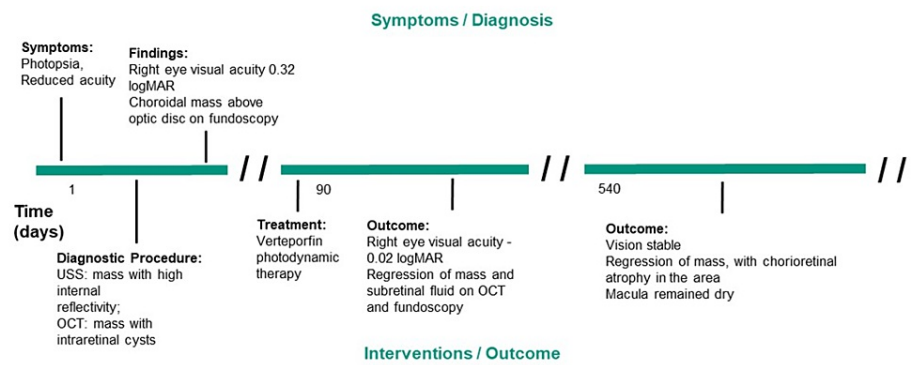 Symptoms / Diagnosis
Symptoms:
Photopsia,
Reduced acuity
Findings:
Right eye visual acuity 0.32
logMAR
Choroidal mass above
optic disc on fundoscopy
1
90
540
Time
(days)
Diagnostic Procedure:
USS: mass with high
internal
reflectivity;
OCT: mass with
intraretinal cysts
Treatment:
Verteporfin
photodynamic
therapy
Outcome:
Right eye visual acuity -
0.02 logMAR
Regression of mass and
subretinal fluid on OCT
and fundoscopy
Outcome:
Vision stable
Regression of mass, with chorioretinal
atrophy in the area
Macula remained dry
Interventions / Outcome